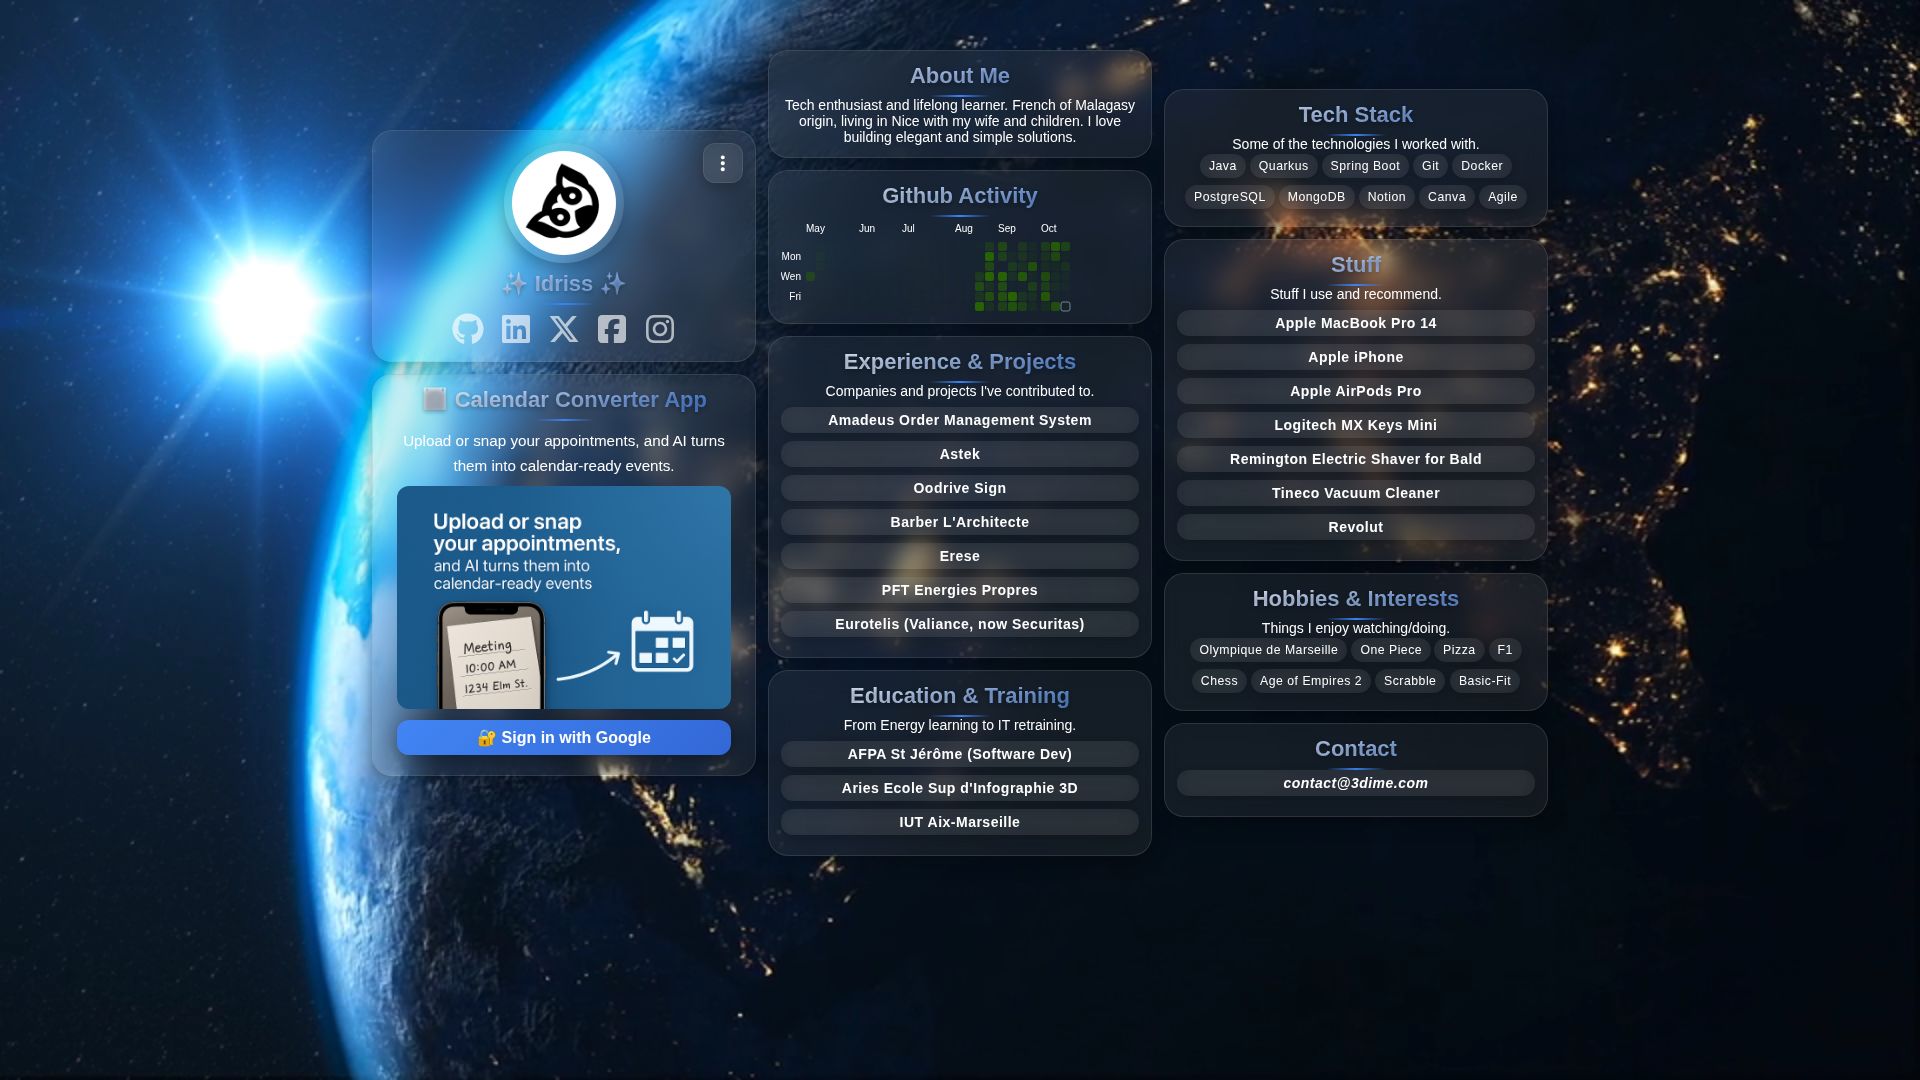 ✨ Idriss ✨
Calendar Converter App
Upload or snap your appointments, and AI turns
them into calendar-ready events.
Upload or snap
your appointments,
and AI turns them into
calendar-ready events
Meeting
10:00 AM
1234 Elm St.
🔐 Sign in with Google
About Me
Tech enthusiast and lifelong learner. French of Malagasy
origin, living in Nice with my wife and children. I love
building elegant and simple solutions.
Github Activity
May Jun Jul Aug Sep Oct
Mon
Wen
Fri
Experience & Projects
Companies and projects I've contributed to.
Amadeus Order Management System
Astek
Oodrive Sign
Barber L'Architecte
Erese
PFT Energies Propres
Eurotelis (Valiance, now Securitas)
Education & Training
From Energy learning to IT retraining.
AFPA St Jérôme (Software Dev)
Aries Ecole Sup d'Infographie 3D
IUT Aix-Marseille
Tech Stack
Some of the technologies I worked with.
Java Quarkus Spring Boot Git Docker
PostgreSQL MongoDB Notion Canva Agile
Stuff
Stuff I use and recommend.
Apple MacBook Pro 14
Apple iPhone
Apple AirPods Pro
Logitech MX Keys Mini
Remington Electric Shaver for Bald
Tineco Vacuum Cleaner
Revolut
Hobbies & Interests
Things I enjoy watching/doing.
Olympique de Marseille One Piece Pizza F1
Chess Age of Empires 2 Scrabble Basic-Fit
Contact
contact@3dime.com